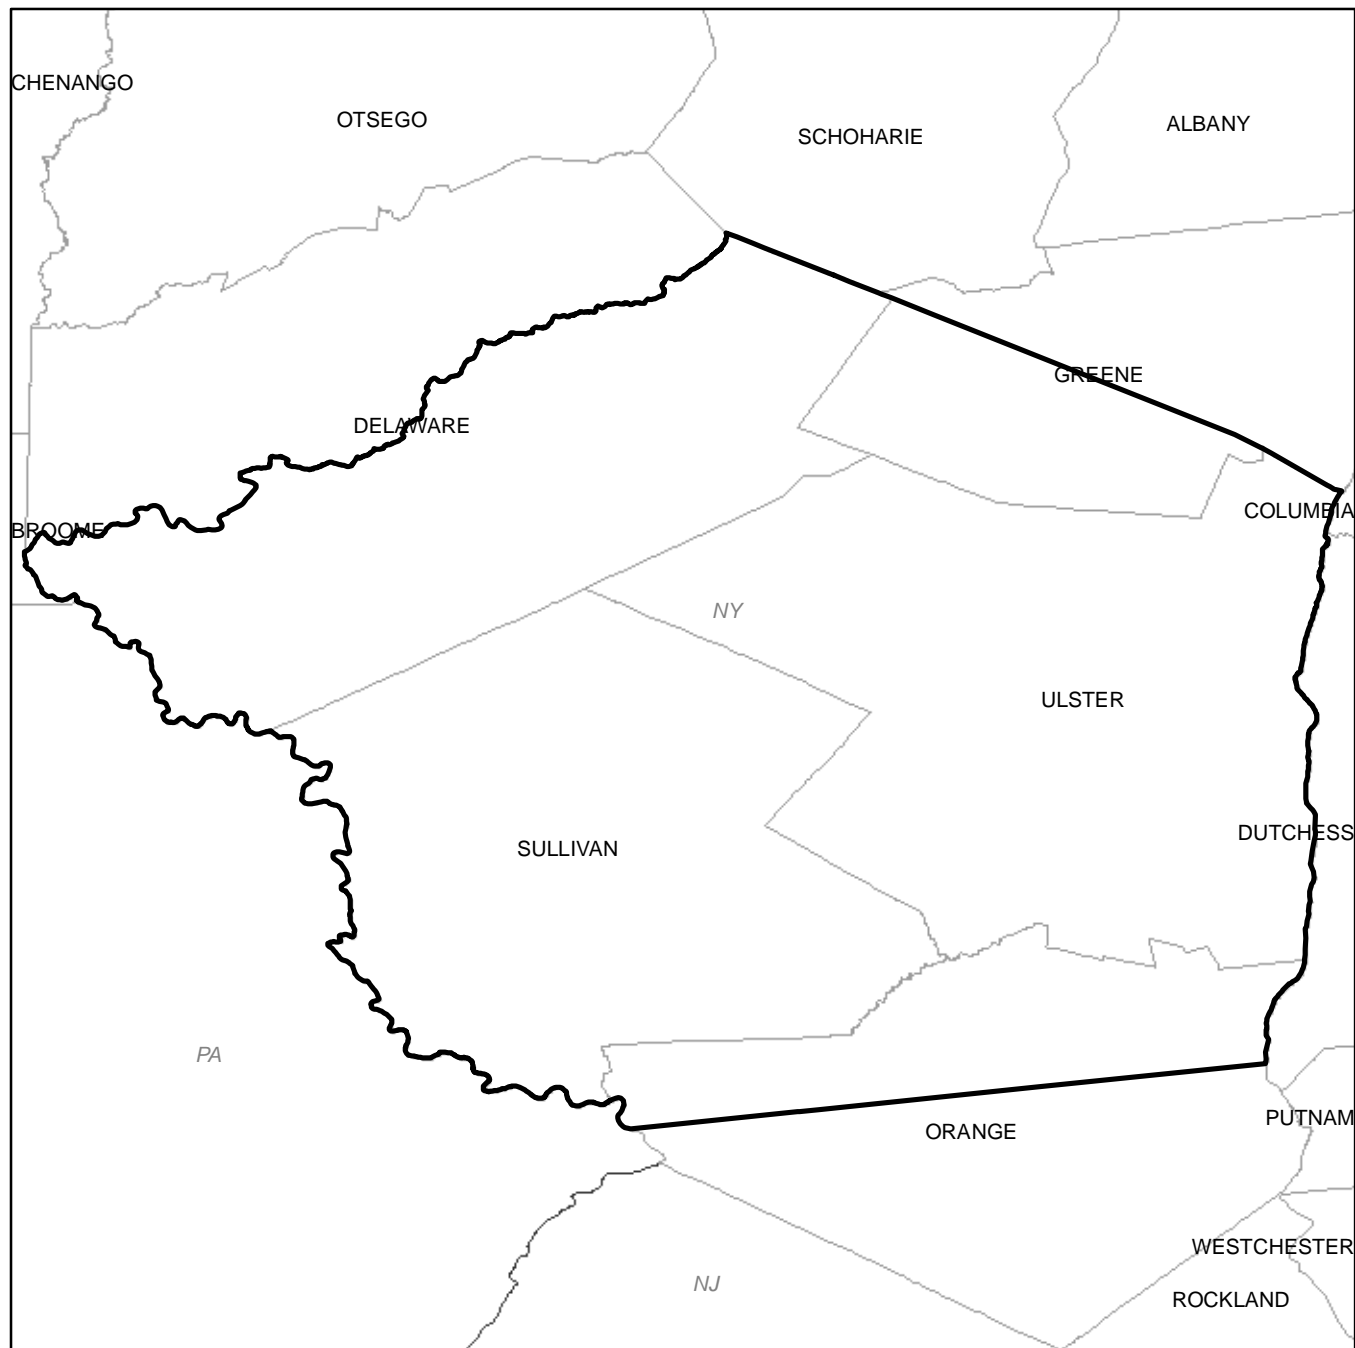 CHENANGO
OTSEGO
SCHOHARIE
ALBANY
GREENE
DELAWARE
COLUMBIA
BROOME
NY
ULSTER
DUTCHESS
SULLIVAN
PA
PUTNAM
ORANGE
WESTCHESTER
NJ
ROCKLAND